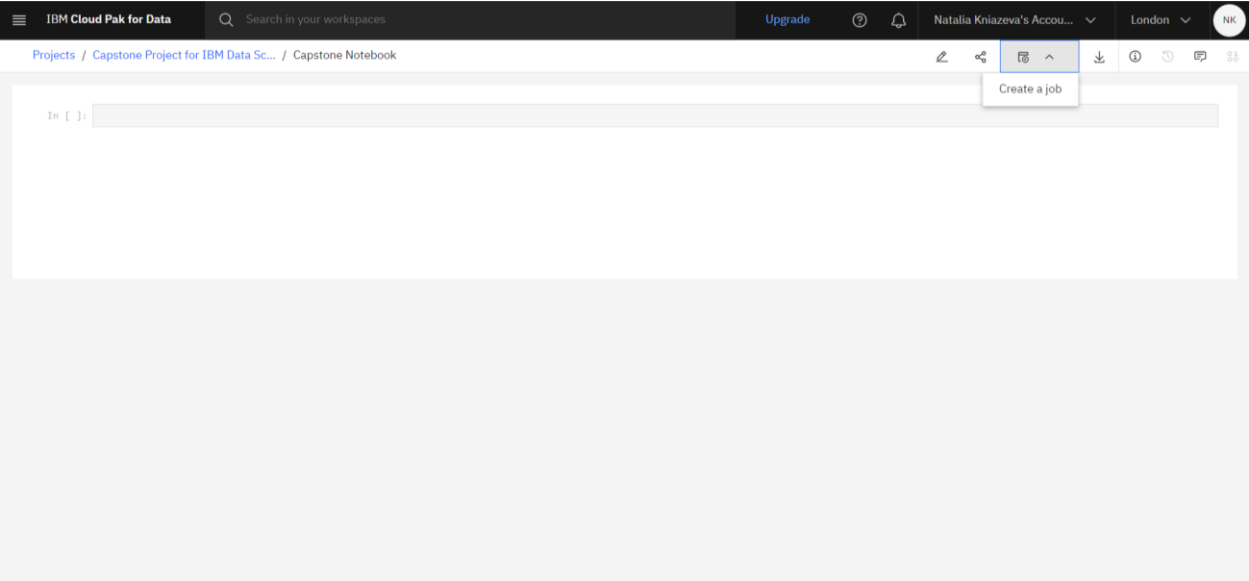 IBM Cloud Pak for Data Search in your workspaces Upgrade Natalia Kniazeva's Accou... London NK
Projects / Capstone Project for IBM Data Sc... / Capstone Notebook
Create a job
In [ ]: